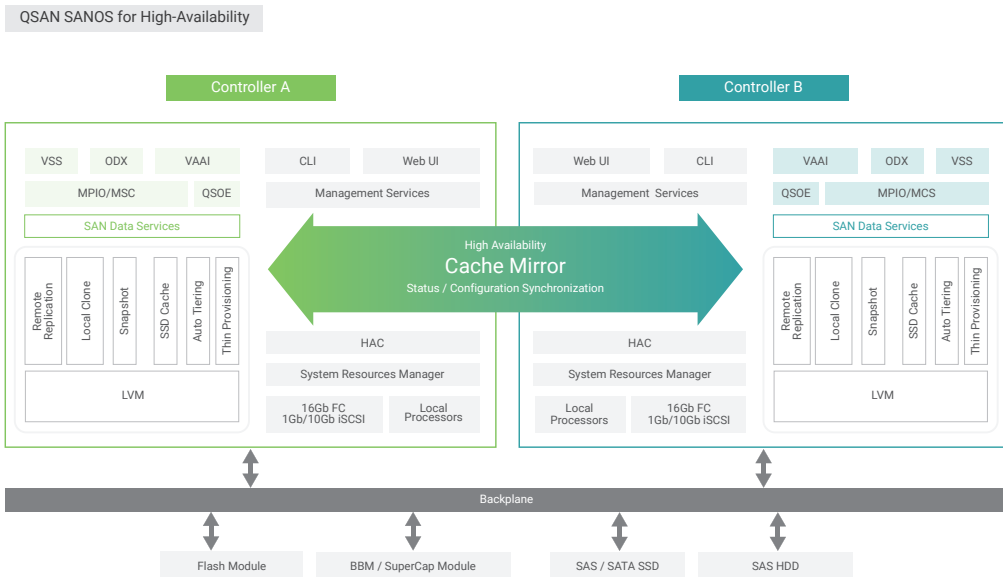 QSAN SANOS for High-Availability
Controller A
Controller B
VSS
ODX
VAAI
MPIO/MSC
QSOE
SAN Data Services
CLI
Web UI
Management Services
Web UI
CLI
Management Services
VAAI
ODX
VSS
QSOE
MPIO/MCS
SAN Data Services
High Availability
Cache Mirror
Status / Configuration Synchronization
Remote
Replication
Local Clone
Snapshot
SSD Cache
Auto Tiering
Thin Provisioning
LVM
HAC
System Resources Manager
16Gb FC
1Gb/10Gb iSCSI
Local
Processors
HAC
System Resources Manager
Local
Processors
16Gb FC
1Gb/10Gb iSCSI
Remote
Replication
Local Clone
Snapshot
SSD Cache
Auto Tiering
Thin Provisioning
LVM
Backplane
Flash Module
BBM / SuperCap Module
SAS / SATA SSD
SAS HDD